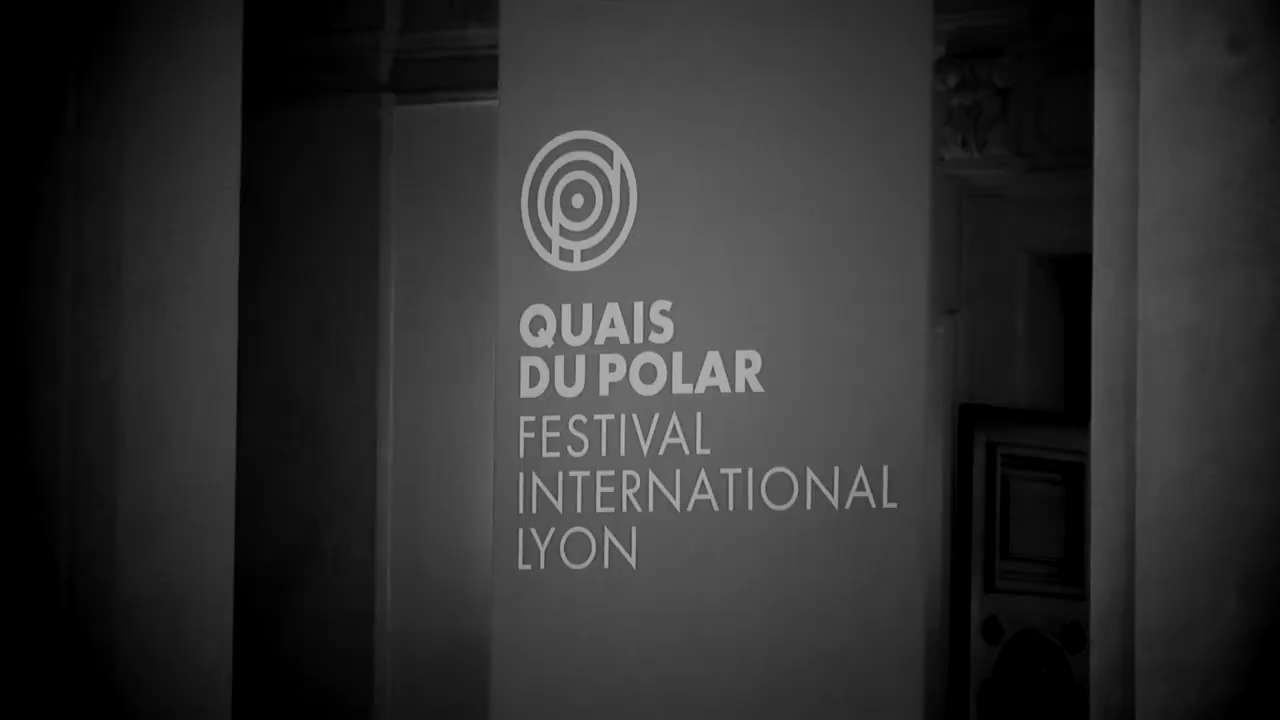 QUAIS
DU POLAR
FESTIVAL
INTERNATIONAL
LYON